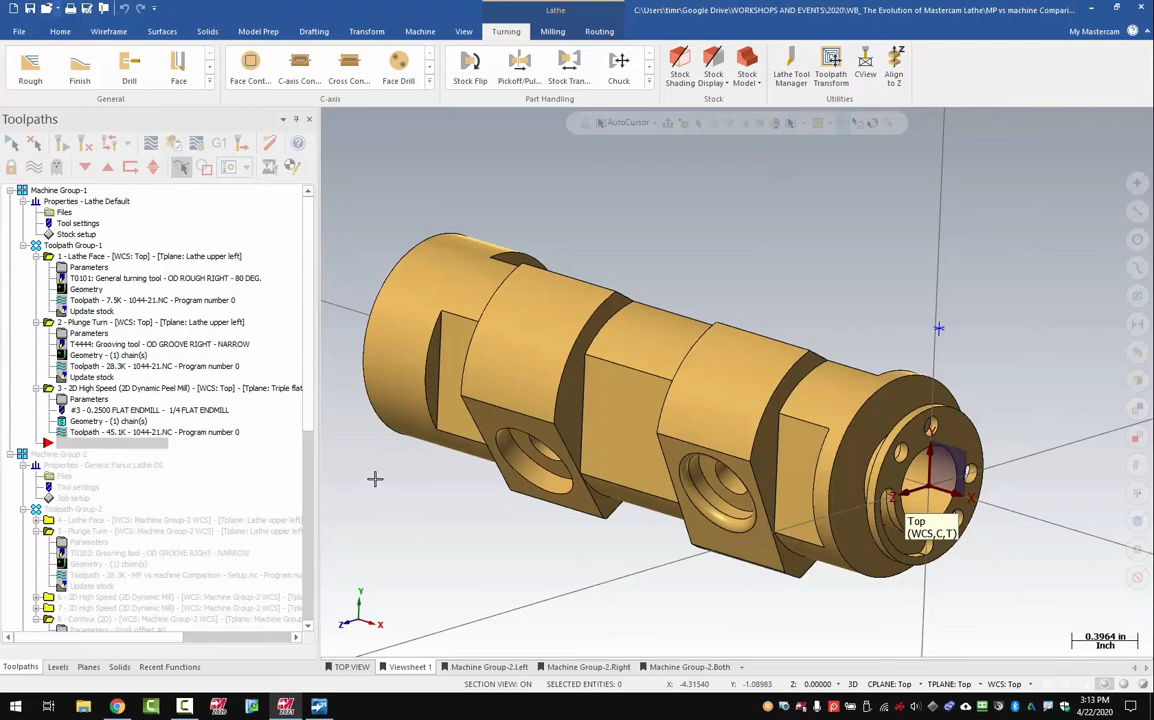 Lathe
C:\Users\timr\Google Drive\WORKSHOPS AND EVENTS\2020\WB_ The Evolution of Mastercam Lathe\MP vs machine Compari...
File Home Wireframe Surfaces Solids Model Prep Drafting Transform Machine View Turning Milling Routing My Mastercam
Rough Finish Drill Face Face Cont... C-axis Con... Cross Con... Face Drill Stock Flip Pickoff/Pul... Stock Tran... Chuck Stock Shading Stock Display Stock Model Lathe Tool Manager Toolpath Transform CView Align to Z
General C-axis Part Handling Stock Utilities
Toolpaths
AutoCursor
G1
Machine Group-1
Properties - Lathe Default
Files
Tool settings
Stock setup
Toolpath Group-1
1 - Lathe Face - [WCS: Top] - [Tplane: Lathe upper left]
Parameters
T0101: General turning tool - OD ROUGH RIGHT - 80 DEG.
Geometry
Toolpath - 7.5K - 1044-21.NC - Program number 0
Update stock
2 - Plunge Turn - [WCS: Top] - [Tplane: Lathe upper left]
Parameters
T4444: Grooving tool - OD GROOVE RIGHT - NARROW
Geometry - (1) chain(s)
Toolpath - 28.3K - 1044-21.NC - Program number 0
Update stock
3 - 2D High Speed (2D Dynamic Peel Mill) - [WCS: Top] - [Tplane: Triple flat
Parameters
#3 - 0.2500 FLAT ENDMILL - 1/4 FLAT ENDMILL
Geometry - (1) chain(s)
Toolpath - 45.1K - 1044-21.NC - Program number 0
Machine Group-2
Properties - Generic Fanuc Lathe DS
Files
Tool settings
Job setup
Toolpath Group-2
4 - Lathe Face - [WCS: Machine Group-2 WCS] - [Tplane: Lathe u
5 - Plunge Turn - [WCS: Machine Group-2 WCS] - [Tplane: Lathe
Parameters
T0202: Grooving tool - OD GROOVE RIGHT - NARROW
Geometry - (1) chain(s)
Toolpath - 28.3K - MP vs machine Comparison - Setup.nc - Program nu
Update stock
6 - 2D High Speed (2D Dynamic Mill) - [WCS: Machine Group-2 WCS] - [Tpla
7 - 2D High Speed (2D Dynamic Mill) - [WCS: Machine Group-2 WCS] - [Tpla
8 - Contour (2D) - [WCS: Machine Group-2 WCS] - [Tplane: Machine Group
Parameters - Work offset #0
Y
Z X
Top
(WCS,C,T)
Y
Z X
0.3964 in
Inch
Toolpaths Levels Planes Solids Recent Functions TOP VIEW Viewsheet 1 Machine Group-2.Left Machine Group-2.Right Machine Group-2.Both +
SECTION VIEW: ON SELECTED ENTITIES: 0 X: -4.31540 Y: -1.08983 Z: 0.00000 3D CPLANE: Top TPLANE: Top WCS: Top
2020 2021
3:13 PM
4/22/2020